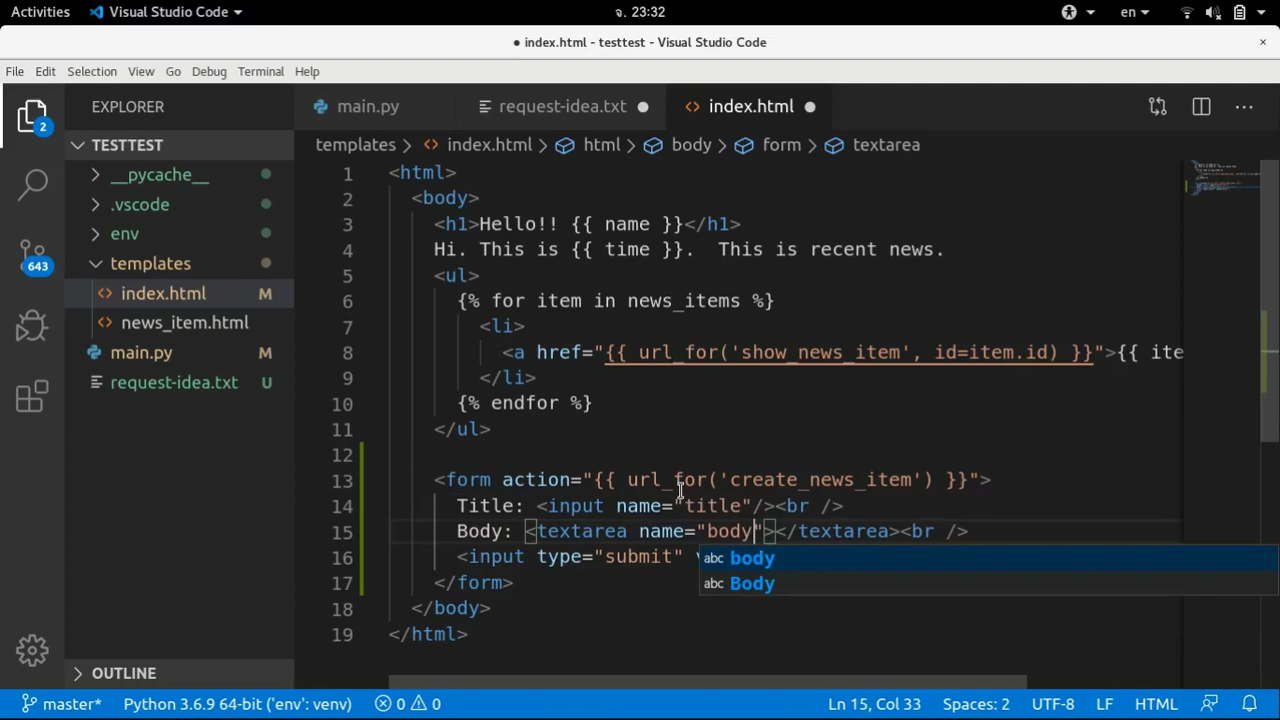 Activities Visual Studio Code จ. 23:32 en
index.html - testtest - Visual Studio Code
File Edit Selection View Go Debug Terminal Help
EXPLORER main.py request-idea.txt index.html
TESTTEST
templates > index.html > html > body > form > textarea
__pycache__
.vscode
env
templates
index.html M
news_item.html
main.py M
request-idea.txt U
2
643
1 <html>
2 <body>
3 <h1>Hello!! {{ name }}</h1>
4 Hi. This is {{ time }}.  This is recent news.
5 <ul>
6 {% for item in news_items %}
7 <li>
8 <a href="{{ url_for('show_news_item', id=item.id) }}">{{ ite
9 </li>
10 {% endfor %}
11 </ul>
12
13 <form action="{{ url_for('create_news_item') }}">
14 Title: <input name="title"/><br />
15 Body: <textarea name="body"></textarea><br />
16 <input type="submit"
abc body
abc Body
17 </form>
18 </body>
19 </html>
OUTLINE
master* Python 3.6.9 64-bit ('env': venv) 0 0 Ln 15, Col 33 Spaces: 2 UTF-8 LF HTML